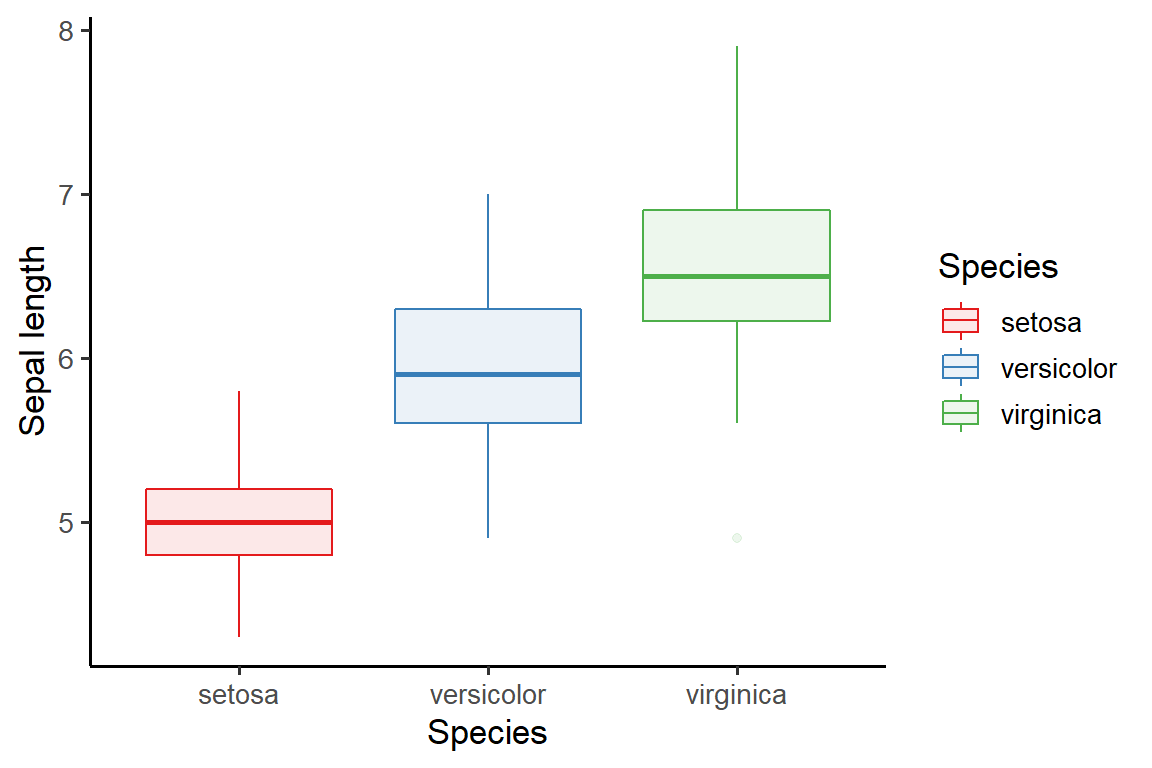 8
7
6
5
Sepal length
setosa
versicolor
virginica
Species
Species
setosa
versicolor
virginica